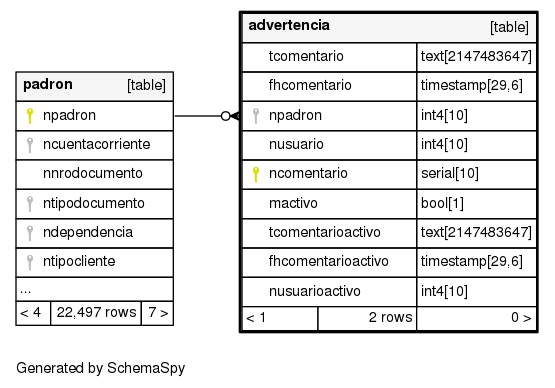 advertencia [table]
tcomentario text[2147483647]
fhcomentario timestamp[29,6]
npadron int4[10]
nusuario int4[10]
ncomentario serial[10]
mactivo bool[1]
tcomentarioactivo text[2147483647]
fhcomentarioactivo timestamp[29,6]
nusuarioactivo int4[10]
< 1 2 rows 0 >
padron [table]
npadron
ncuentacorriente
nnrodocumento
ntipodocumento
ndependencia
ntipocliente
...
< 4 22,497 rows 7 >
Generated by SchemaSpy